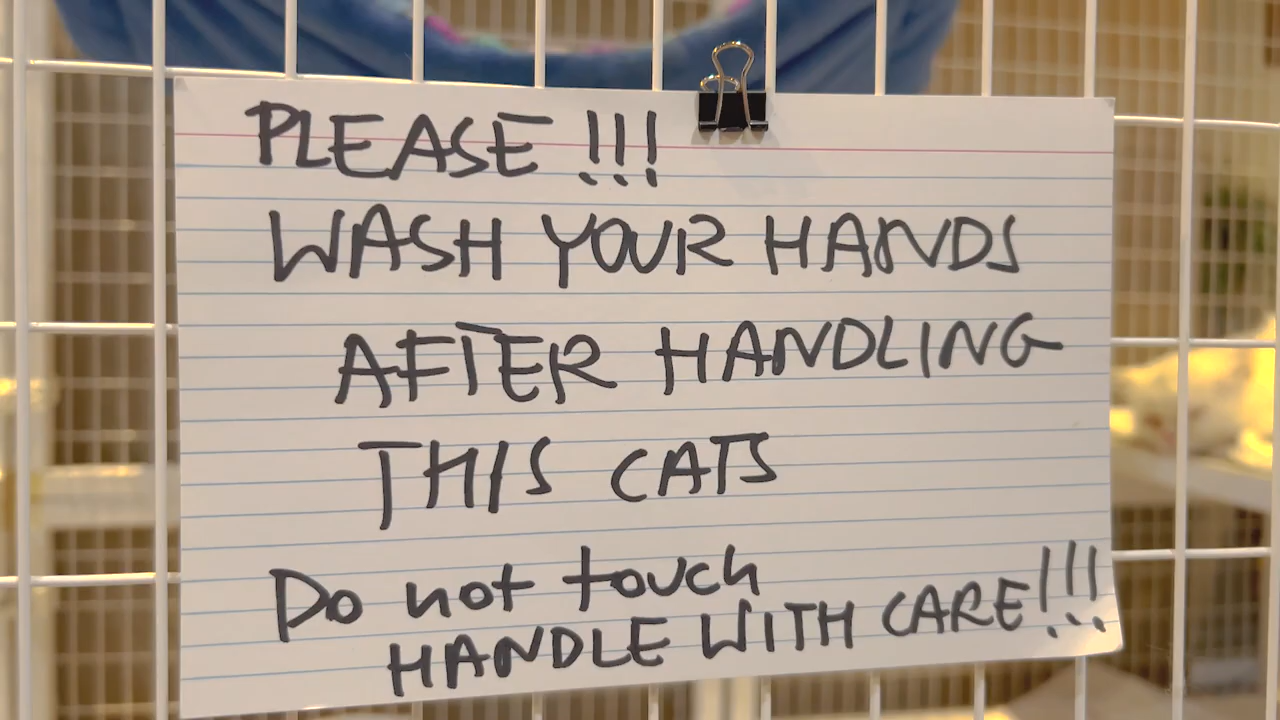 PLEASE !!!
WASH YOUR HANDS
AFTER HANDLING
THIS CATS
Do not touch
HANDLE WITH CARE!!!